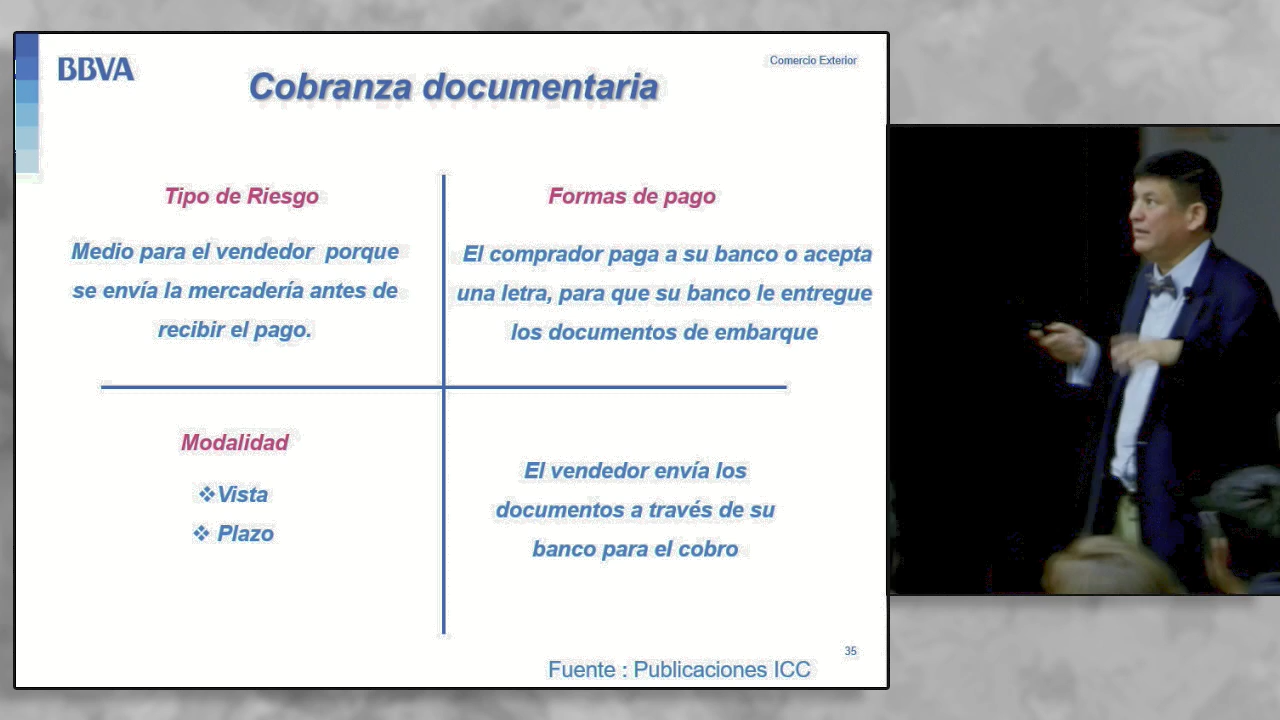 BBVA
Comercio Exterior
Cobranza documentaria
Tipo de Riesgo
Medio para el vendedor porque
se envía la mercadería antes de
recibir el pago.
Formas de pago
El comprador paga a su banco o acepta
una letra, para que su banco le entregue
los documentos de embarque
Modalidad
❖Vista
❖ Plazo
El vendedor envía los
documentos a través de su
banco para el cobro
35
Fuente : Publicaciones ICC